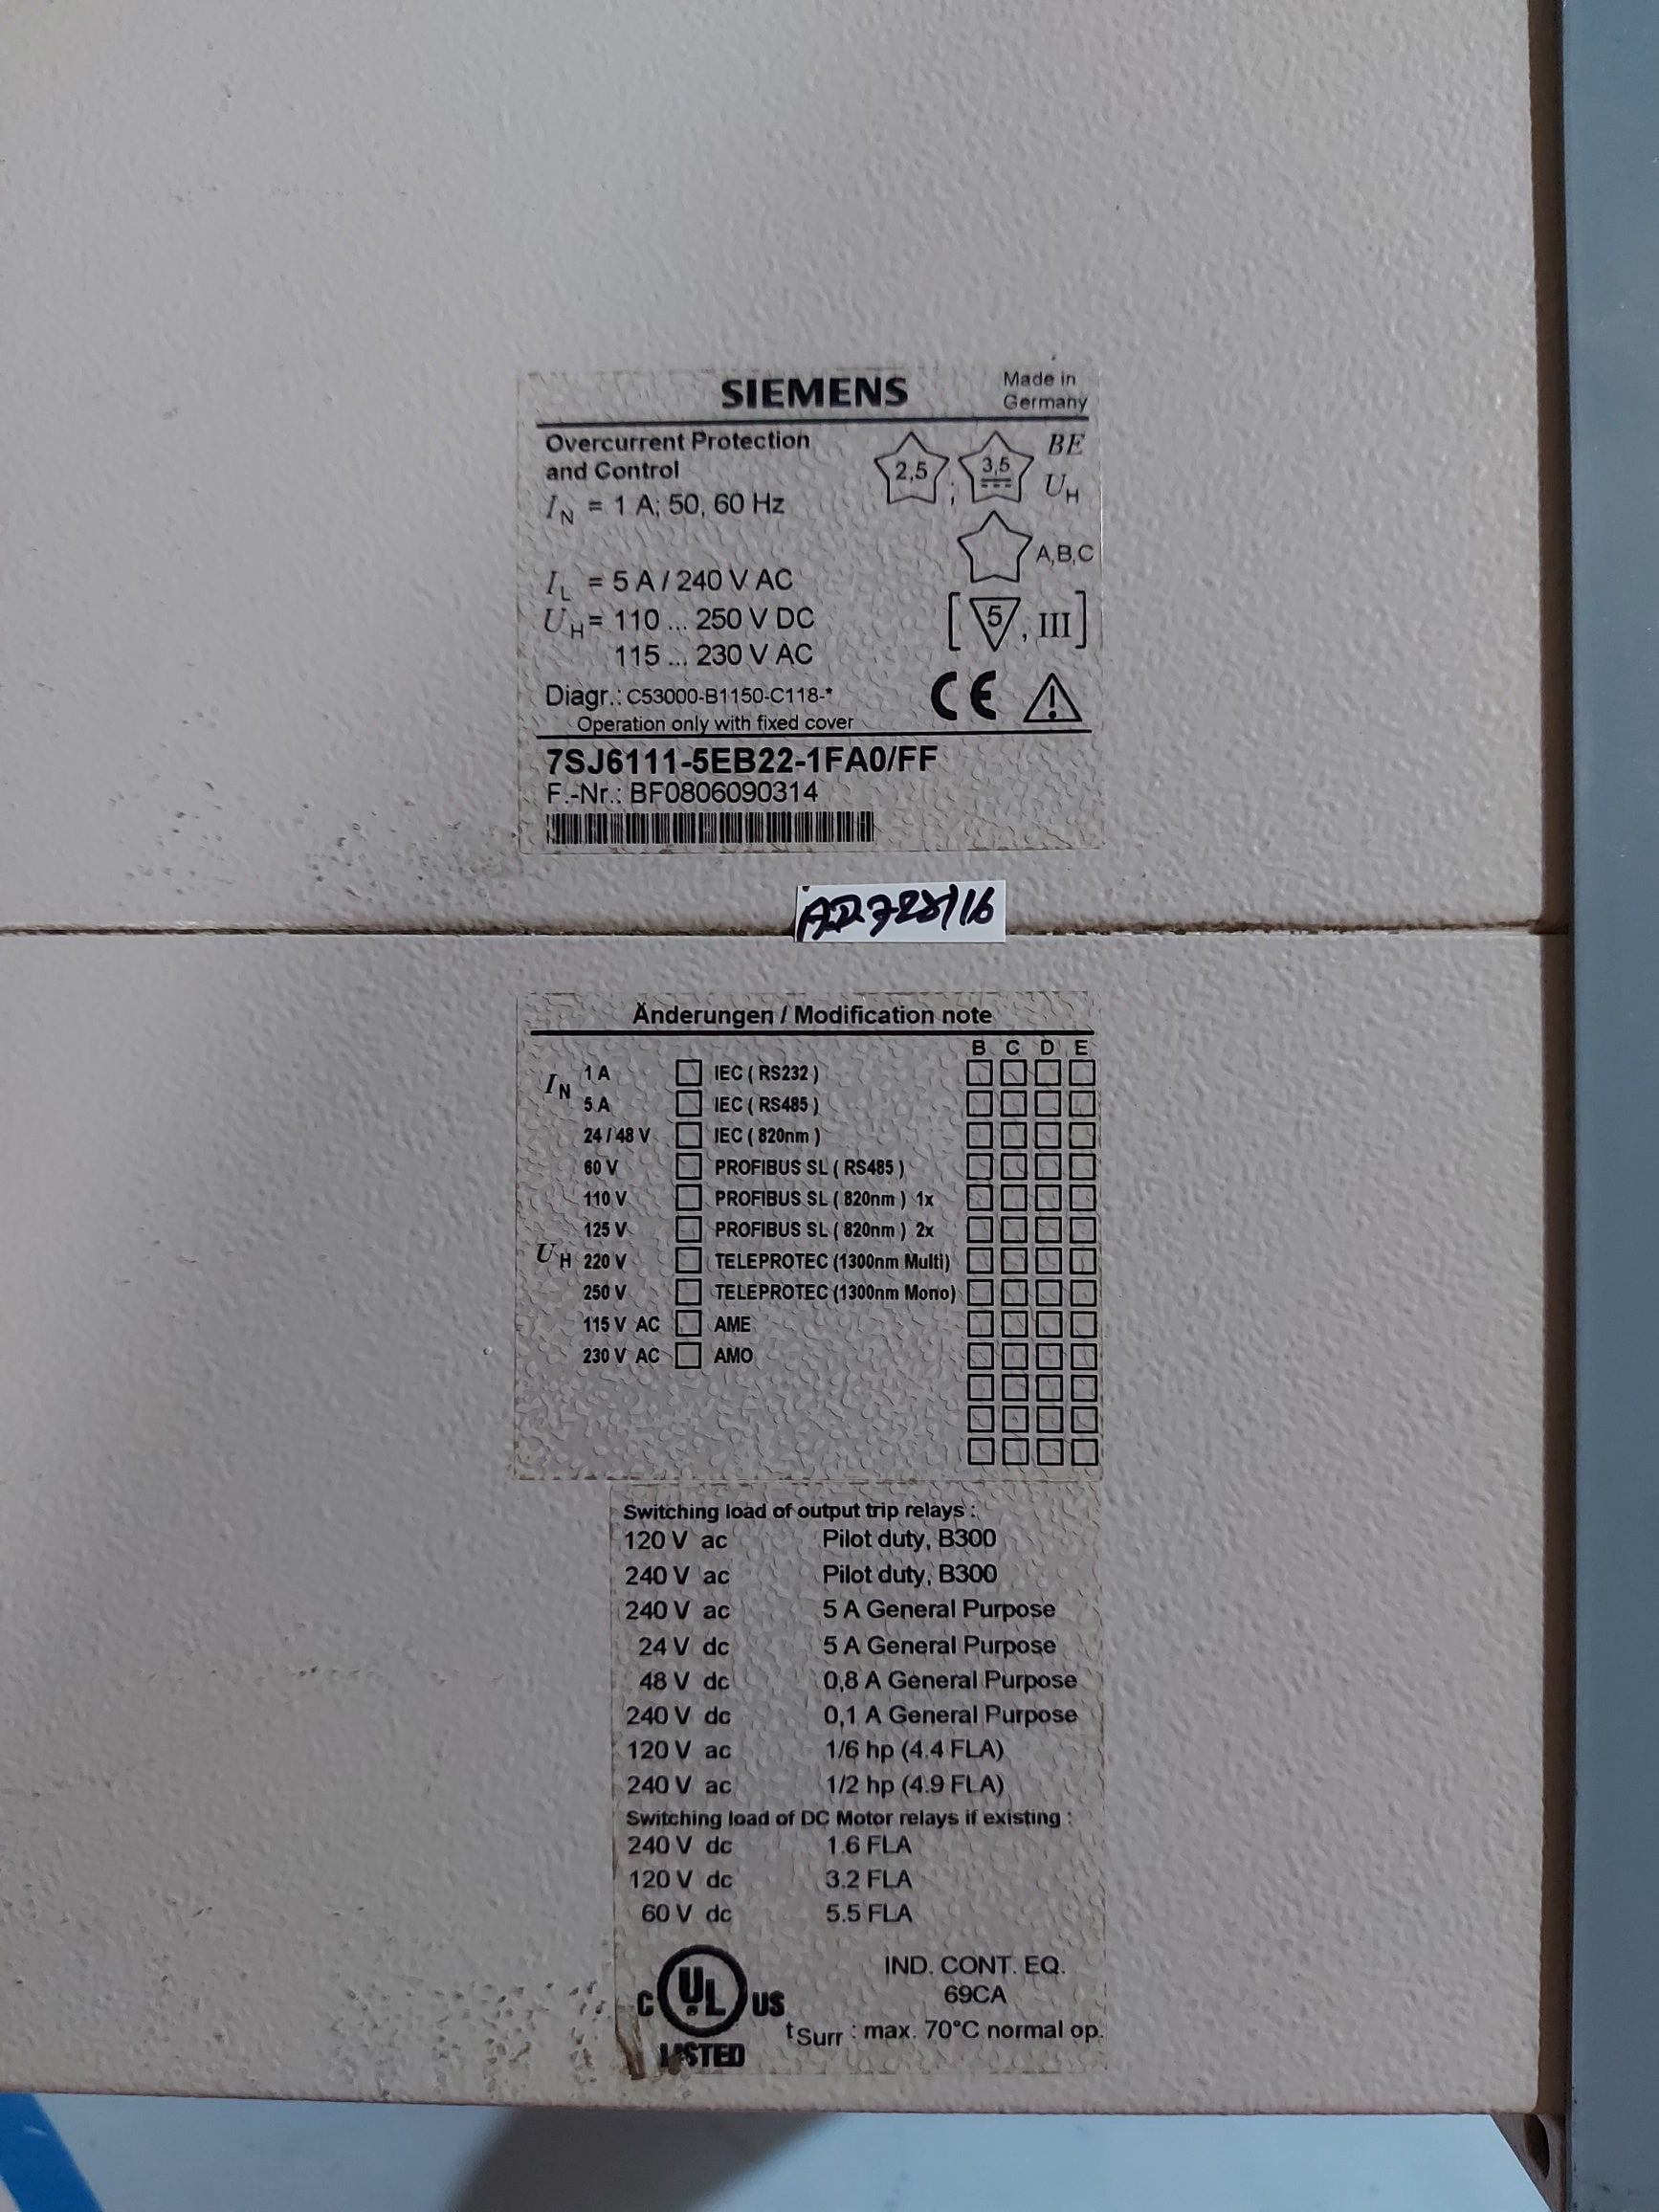 SIEMENS
Made in
Germany
Overcurrent Protection
and Control
2,5 ; 3,5 BE
UH
IN = 1 A; 50, 60 Hz
A,B,C
IL = 5 A / 240 V AC
UH = 110 ... 250 V DC
115 ... 230 V AC
[ 5 , III ]
Diagr.: C53000-B1150-C118-*
Operation only with fixed cover
CE
7SJ6111-5EB22-1FA0/FF
F.-Nr.: BF0806090314
Änderungen / Modification note
B C D E
IN 1 A IEC ( RS232 )
5 A IEC ( RS485 )
24 / 48 V IEC ( 820nm )
60 V PROFIBUS SL ( RS485 )
110 V PROFIBUS SL ( 820nm ) 1x
125 V PROFIBUS SL ( 820nm ) 2x
UH 220 V TELEPROTEC (1300nm Multi)
250 V TELEPROTEC (1300nm Mono)
115 V AC AME
230 V AC AMO
Switching load of output trip relays :
120 V ac Pilot duty, B300
240 V ac Pilot duty, B300
240 V ac 5 A General Purpose
24 V dc 5 A General Purpose
48 V dc 0,8 A General Purpose
240 V dc 0,1 A General Purpose
120 V ac 1/6 hp (4.4 FLA)
240 V ac 1/2 hp (4.9 FLA)
Switching load of DC Motor relays if existing :
240 V dc 1.6 FLA
120 V dc 3.2 FLA
60 V dc 5.5 FLA
C UL US
LISTED
IND. CONT. EQ.
69CA
tSurr : max. 70°C normal op.